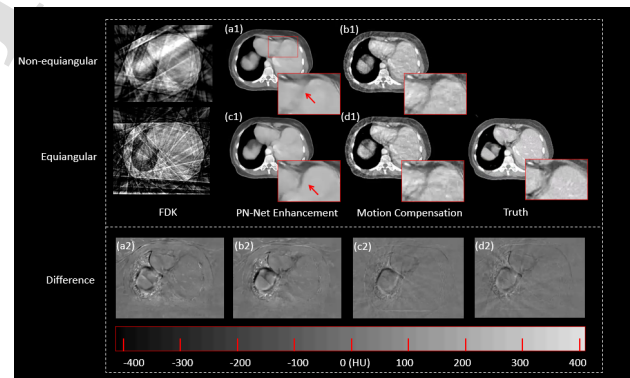 (a1) (b1)
Non-equiangular
(c1) (d1)
Equiangular
FDK PN-Net Enhancement Motion Compensation Truth
(a2) (b2) (c2) (d2)
Difference
-400 -300 -200 -100 0 (HU) 100 200 300 400